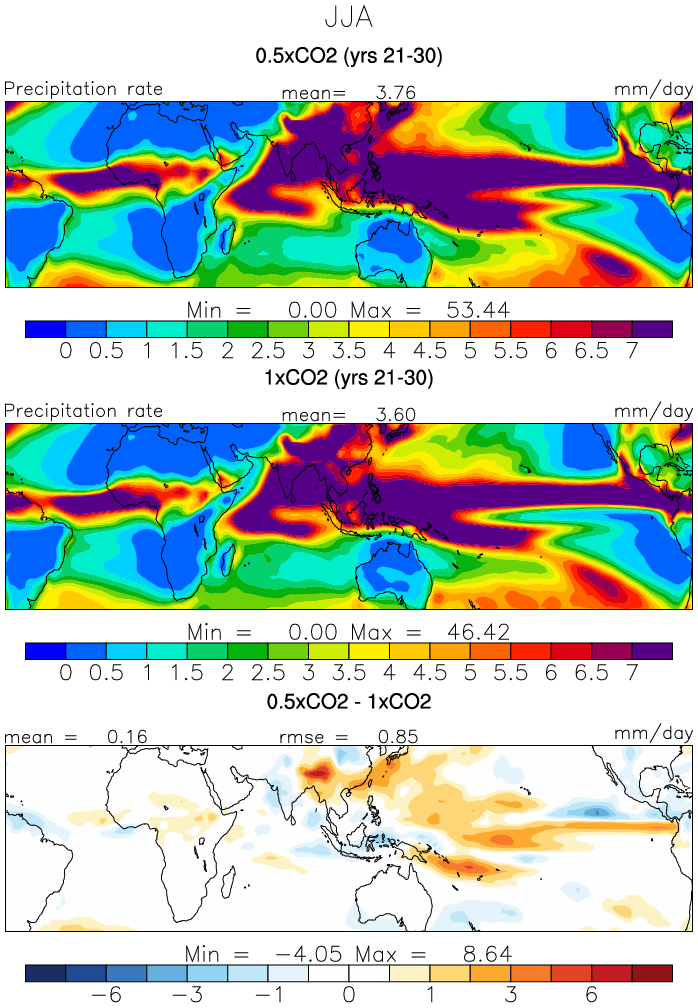 JJA
0.5xCO2 (yrs 21-30)
Precipitation rate mean= 3.76 mm/day
Min = 0.00 Max = 53.44
0 0.5 1 1.5 2 2.5 3 3.5 4 4.5 5 5.5 6 6.5 7
1xCO2 (yrs 21-30)
Precipitation rate mean= 3.60 mm/day
Min = 0.00 Max = 46.42
0 0.5 1 1.5 2 2.5 3 3.5 4 4.5 5 5.5 6 6.5 7
0.5xCO2 - 1xCO2
mean = 0.16 rmse = 0.85 mm/day
Min = -4.05 Max = 8.64
-6 -3 -1 0 1 3 6